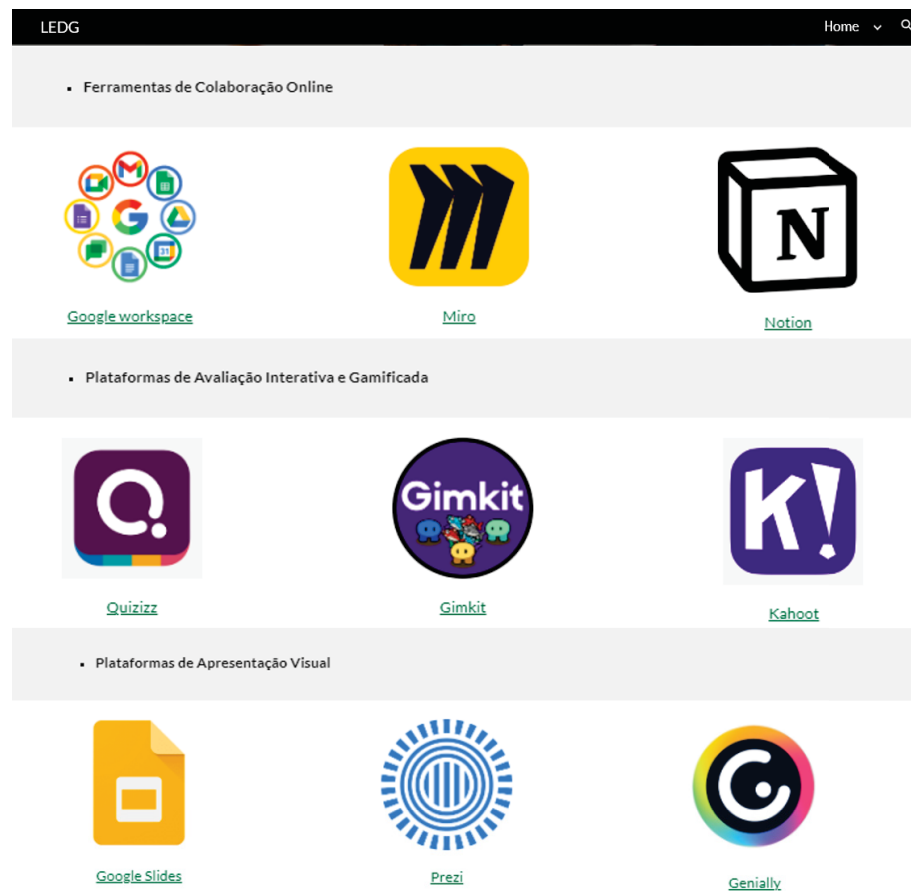 LEDG
Home
▪ Ferramentas de Colaboração Online
G
31
N
Google workspace
Miro
Notion
▪ Plataformas de Avaliação Interativa e Gamificada
Q
Gimkit
K!
Quizizz
Gimkit
Kahoot
▪ Plataformas de Apresentação Visual
Google Slides
Prezi
Genially